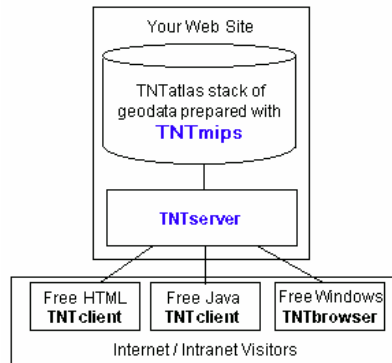 Your Web Site
TNTatlas stack of
geodata prepared with
TNTmips
TNTserver
Free HTML
TNTclient
Free Java
TNTclient
Free Windows
TNTbrowser
Internet / Intranet Visitors